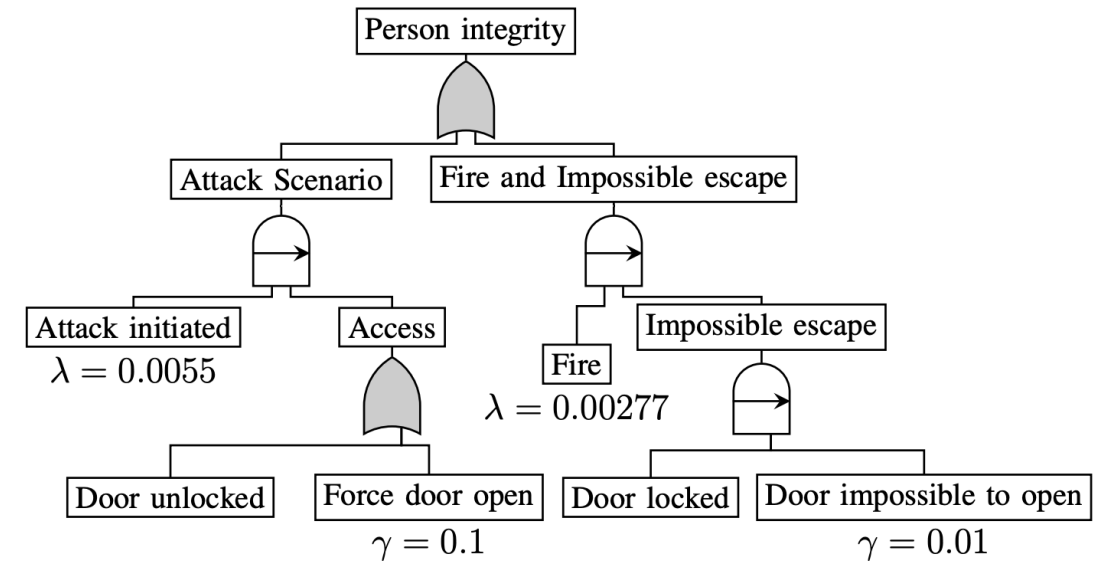 Person integrity
Attack Scenario
Fire and Impossible escape
Attack initiated
λ = 0.0055
Access
Impossible escape
Fire
λ = 0.00277
Door unlocked
Force door open
γ = 0.1
Door locked
Door impossible to open
γ = 0.01